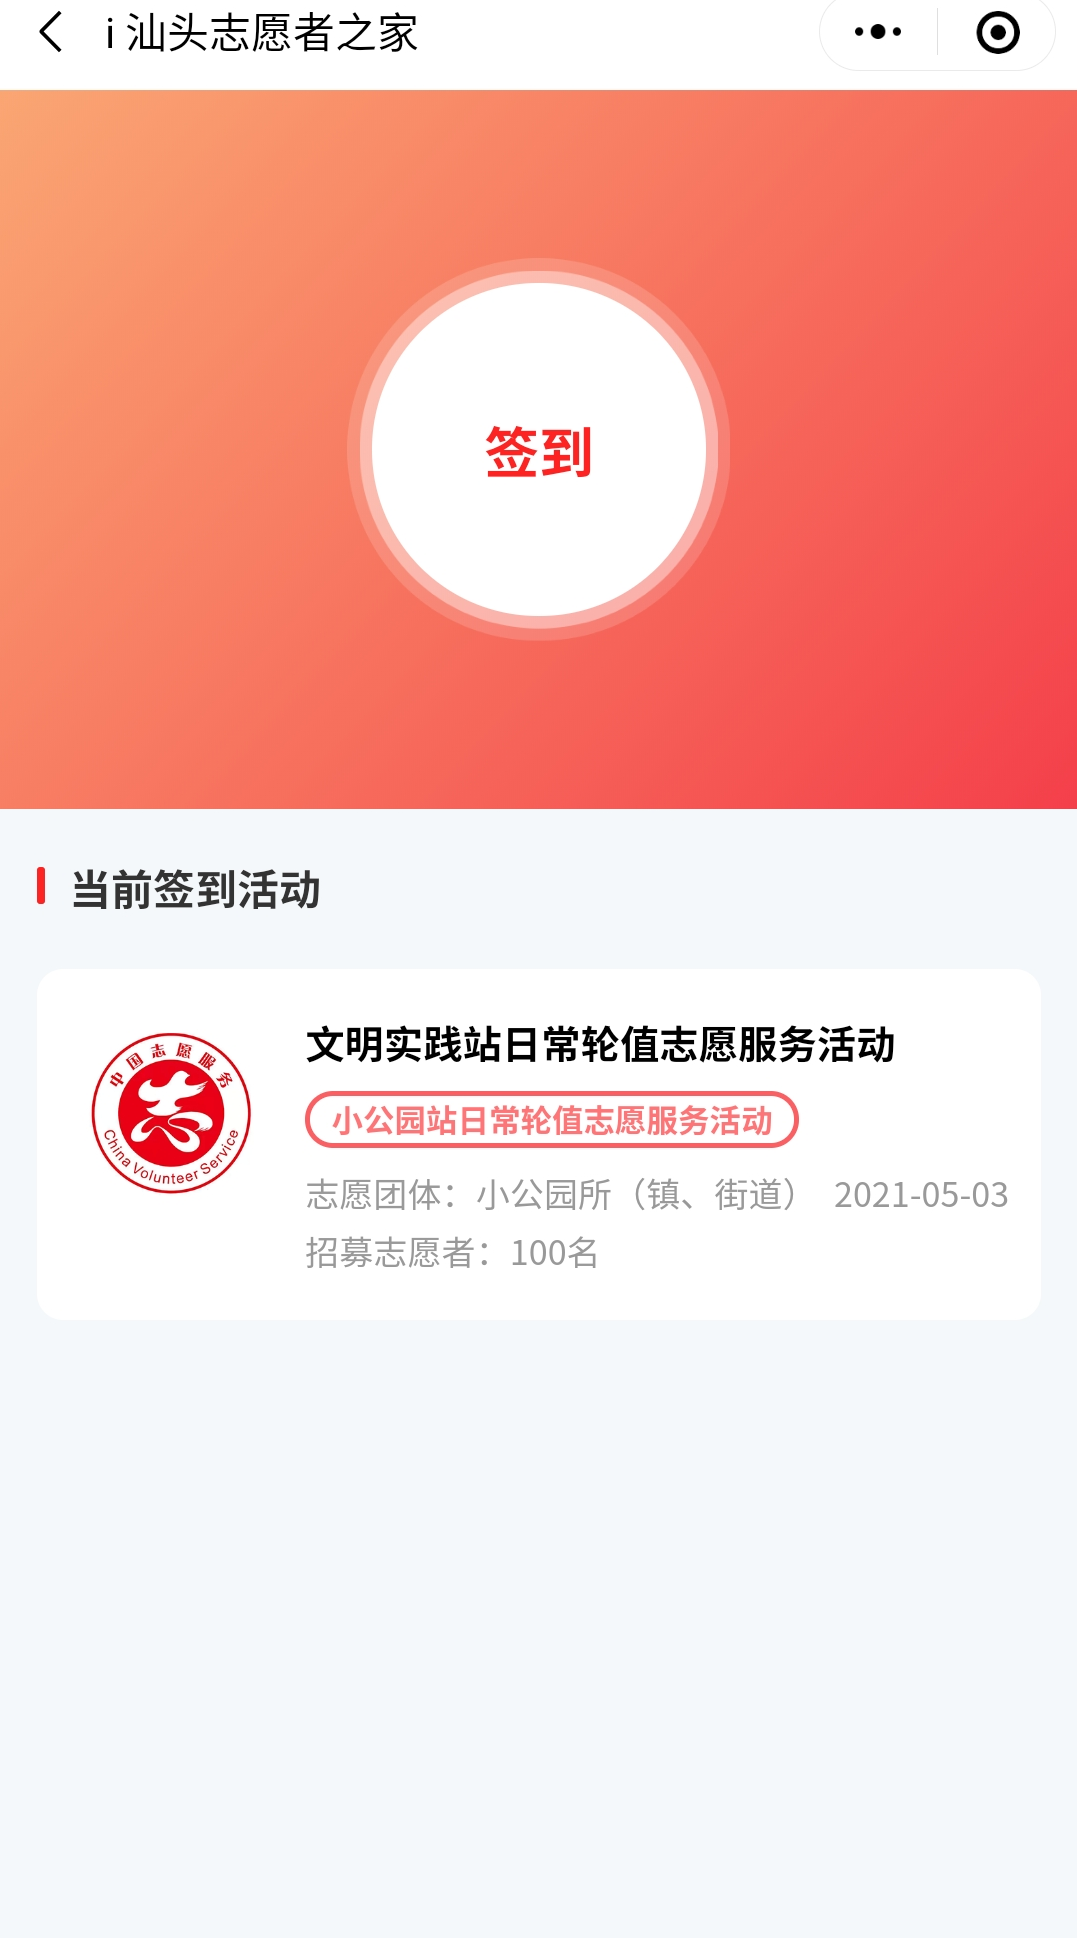 i 汕头志愿者之家
签到
当前签到活动
文明实践站日常轮值志愿服务活动
小公园站日常轮值志愿服务活动
志愿团体：小公园所（镇、街道） 2021-05-03
招募志愿者：100名
中国志愿服务
志
China Volunteer Service